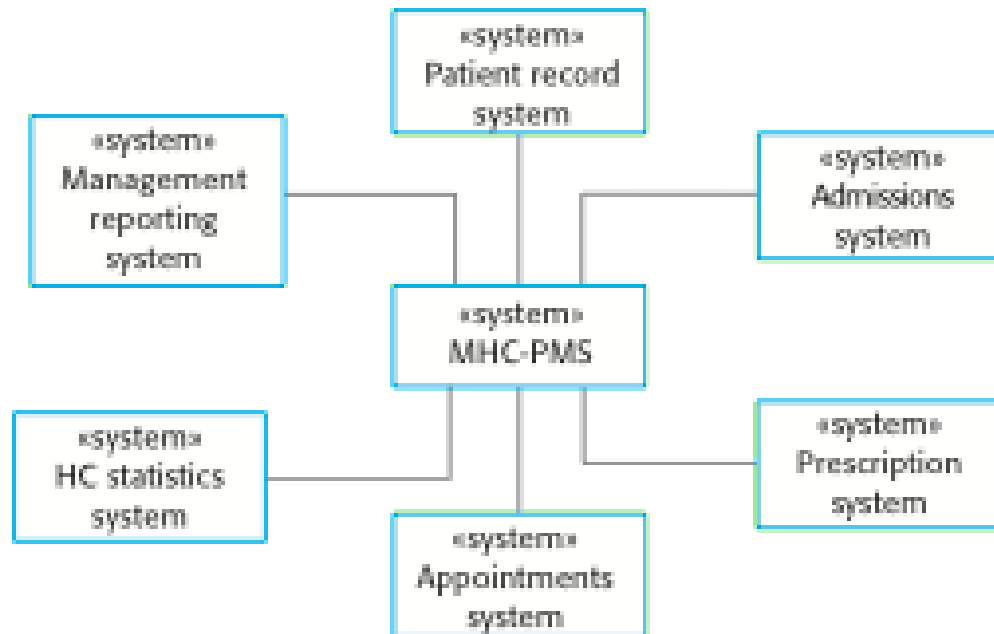 «system»
Patient record
system
«system»
Management
reporting
system
«system»
Admissions
system
«system»
MHC-PMS
«system»
HC statistics
system
«system»
Prescription
system
«system»
Appointments
system